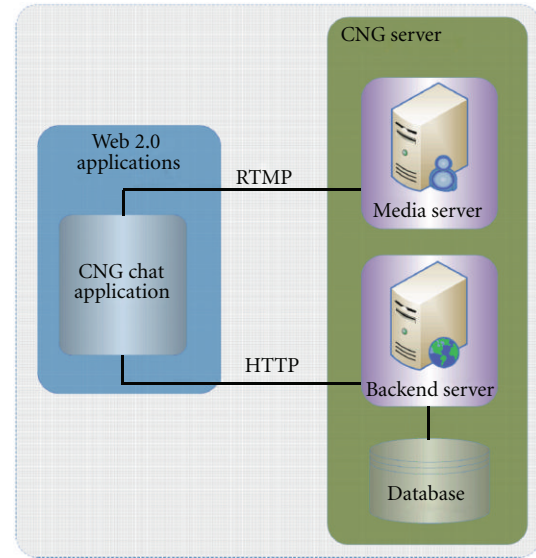 CNG server
Web 2.0
applications
RTMP
Media server
CNG chat
application
HTTP
Backend server
Database